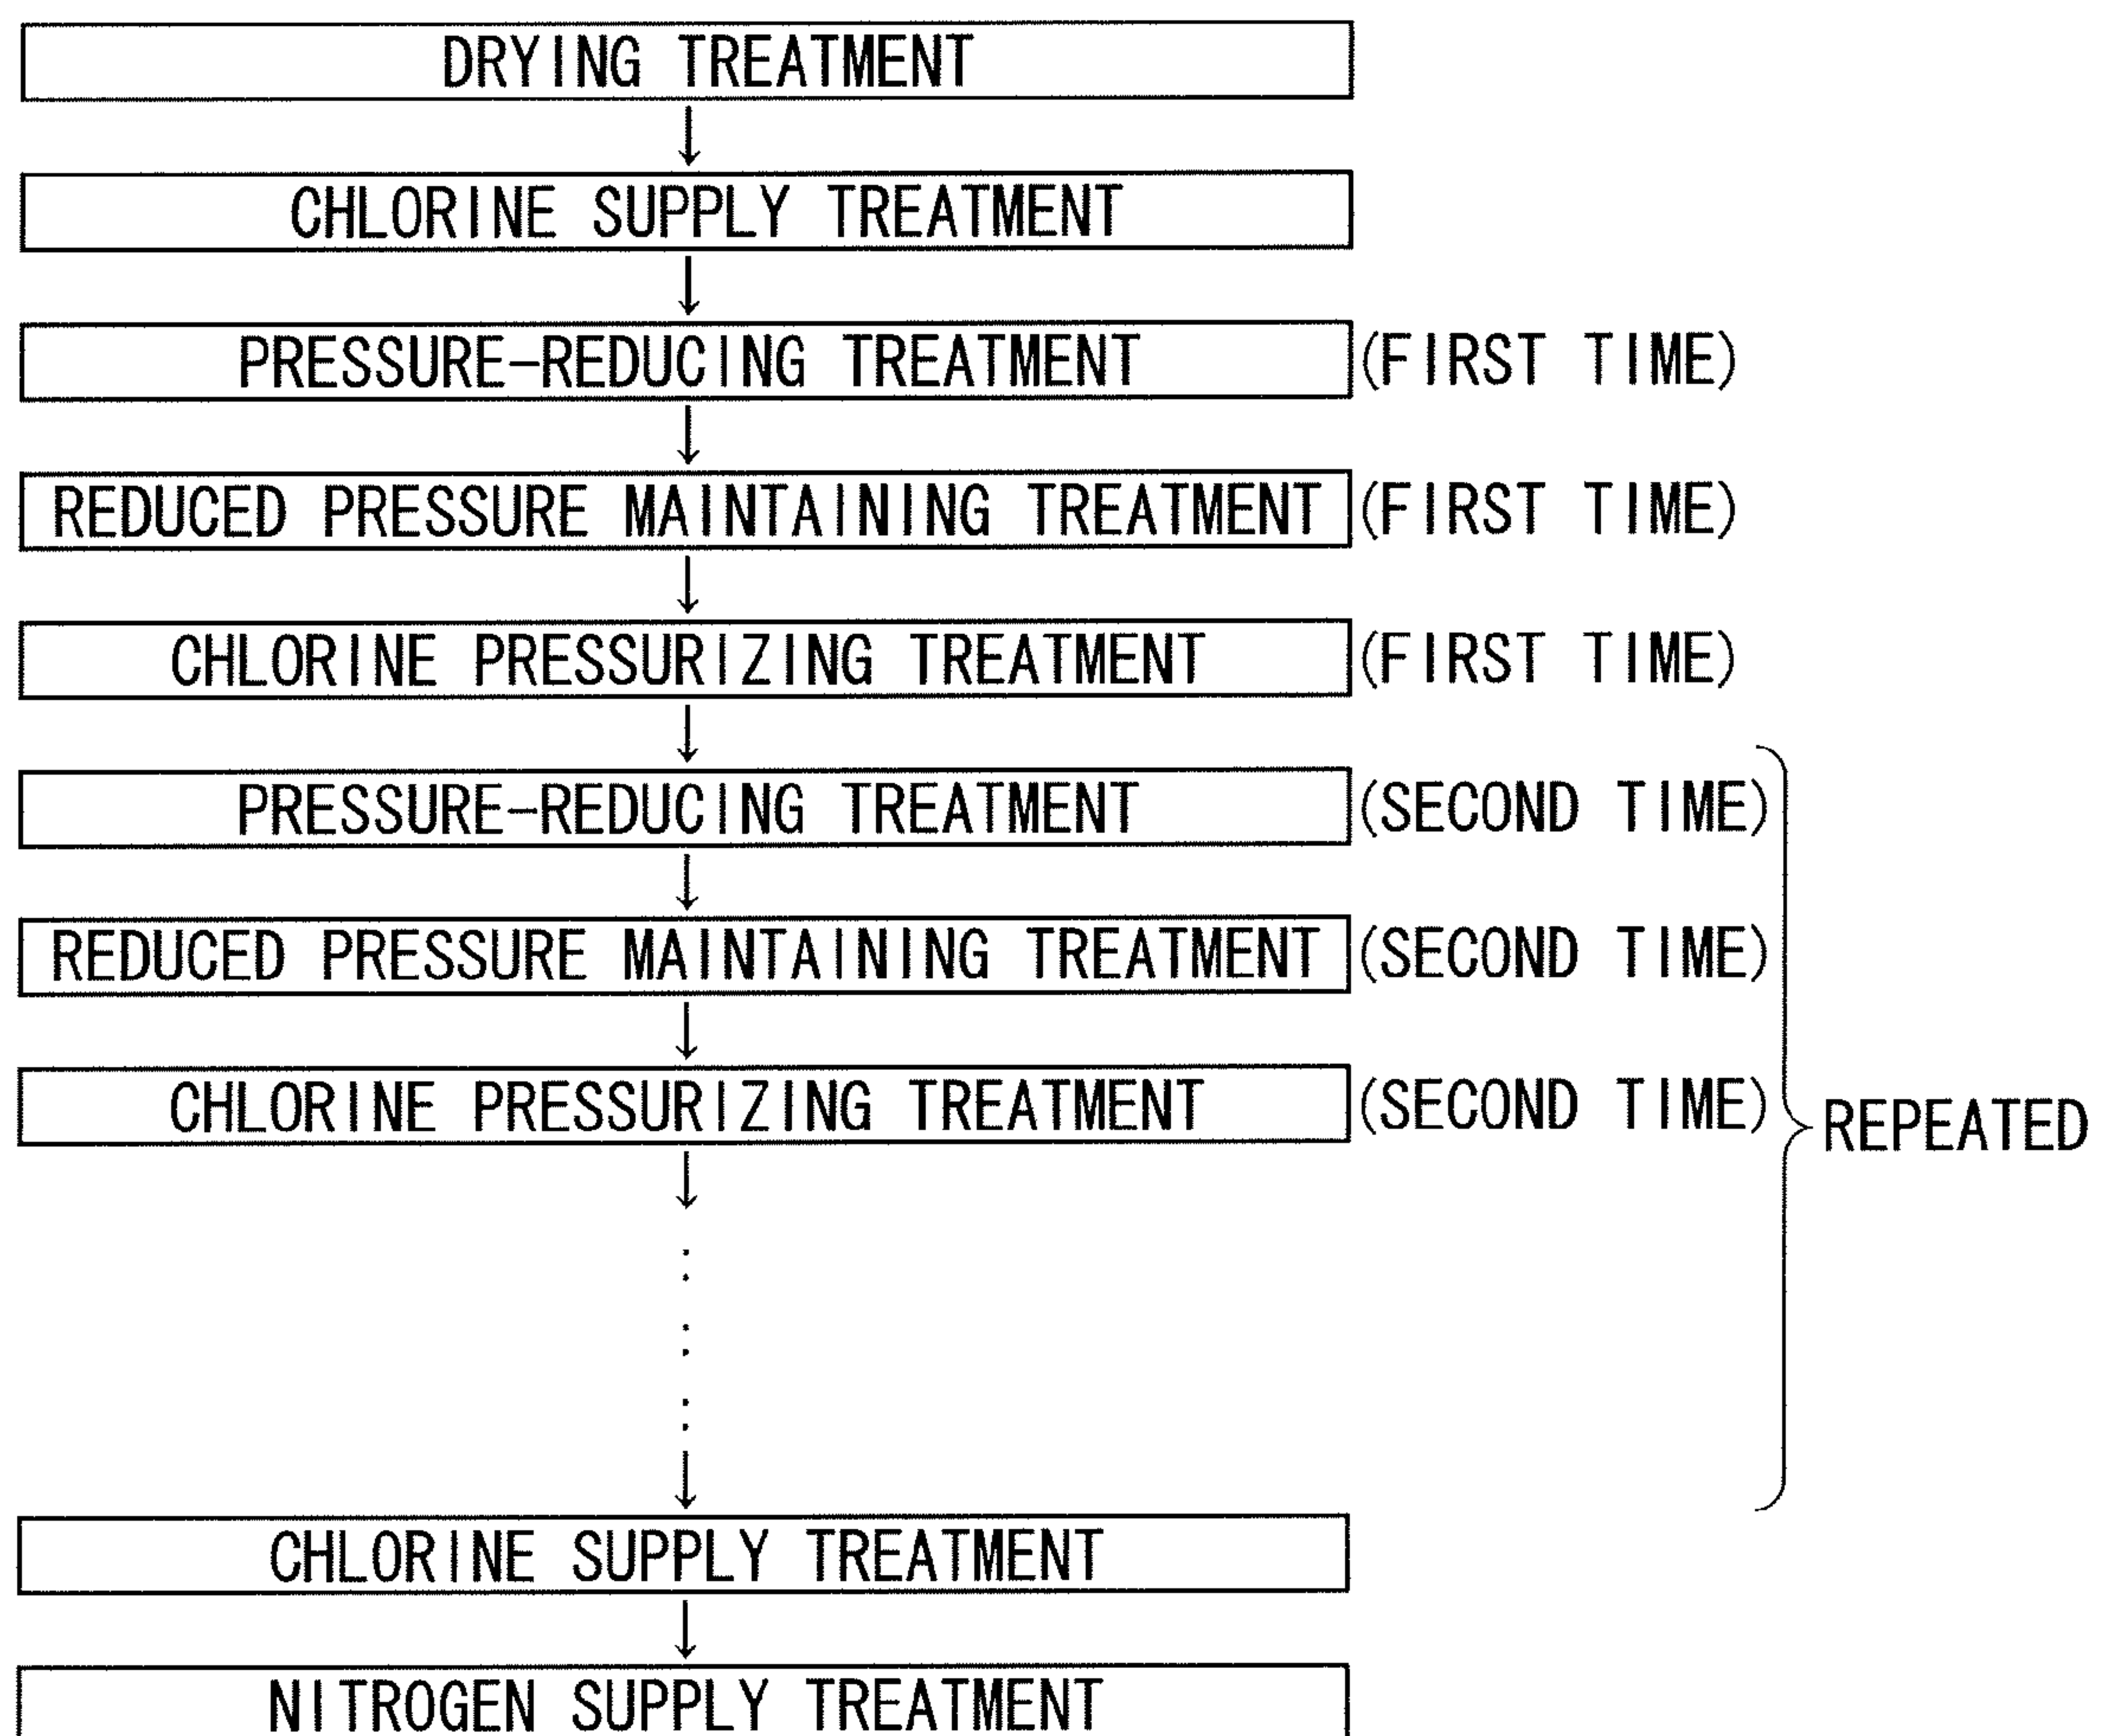 DRYING TREATMENT
CHLORINE SUPPLY TREATMENT
PRESSURE-REDUCING TREATMENT (FIRST TIME)
REDUCED PRESSURE MAINTAINING TREATMENT (FIRST TIME)
CHLORINE PRESSURIZING TREATMENT (FIRST TIME)
PRESSURE-REDUCING TREATMENT (SECOND TIME)
REDUCED PRESSURE MAINTAINING TREATMENT (SECOND TIME)
CHLORINE PRESSURIZING TREATMENT (SECOND TIME)
REPEATED
CHLORINE SUPPLY TREATMENT
NITROGEN SUPPLY TREATMENT